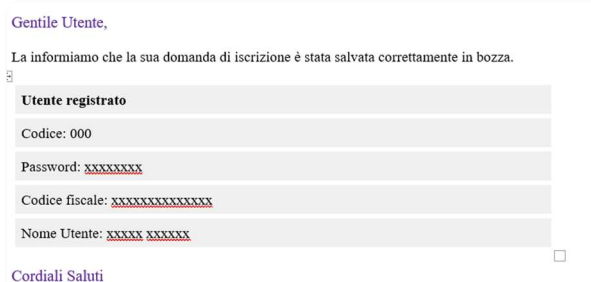 Gentile Utente,
La informiamo che la sua domanda di iscrizione è stata salvata correttamente in bozza.
Utente registrato
Codice: 000
Password: xxxxxxxx
Codice fiscale: xxxxxxxxxxxxxx
Nome Utente: xxxxx xxxxxx
Cordiali Saluti